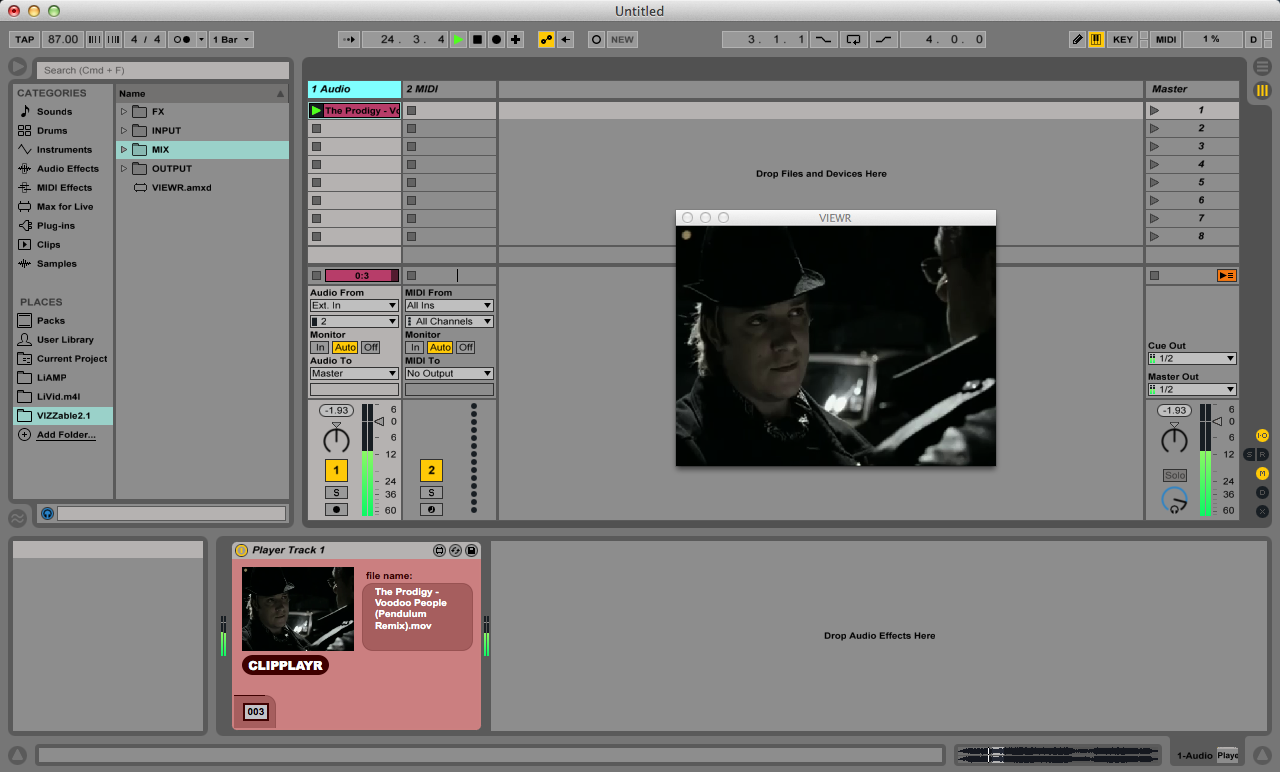 Untitled
TAP 87.00 4 / 4 1 Bar 24. 3. 4 NEW 3. 1. 1 4. 0. 0 KEY MIDI 1 % D
Search (Cmd + F)
CATEGORIES
Sounds
Drums
Instruments
Audio Effects
MIDI Effects
Max for Live
Plug-ins
Clips
Samples
PLACES
Packs
User Library
Current Project
LiAMP
LiVid.m4l
VIZZable2.1
Add Folder...
Name
FX
INPUT
MIX
OUTPUT
VIEWR.amxd
1 Audio 2 MIDI Master
The Prodigy - Vo 1
2
3
4
5
6
7
8
Drop Files and Devices Here
VIEWR
0:3
Audio From MIDI From
Ext. In All Ins
2 All Channels
Monitor Monitor
In Auto Off In Auto Off
Audio To MIDI To
Master No Output
Cue Out
1/2
Master Out
1/2
-1.93 6 -1.93 6
0 0
6 6
12 12
1 2 Solo
24 24
S S 36 36
60 60
I·O
S R
M
D
X
Player Track 1
file name:
The Prodigy -
Voodoo People
(Pendulum
Remix).mov
CLIPPLAYR
003
Drop Audio Effects Here
1-Audio Playe